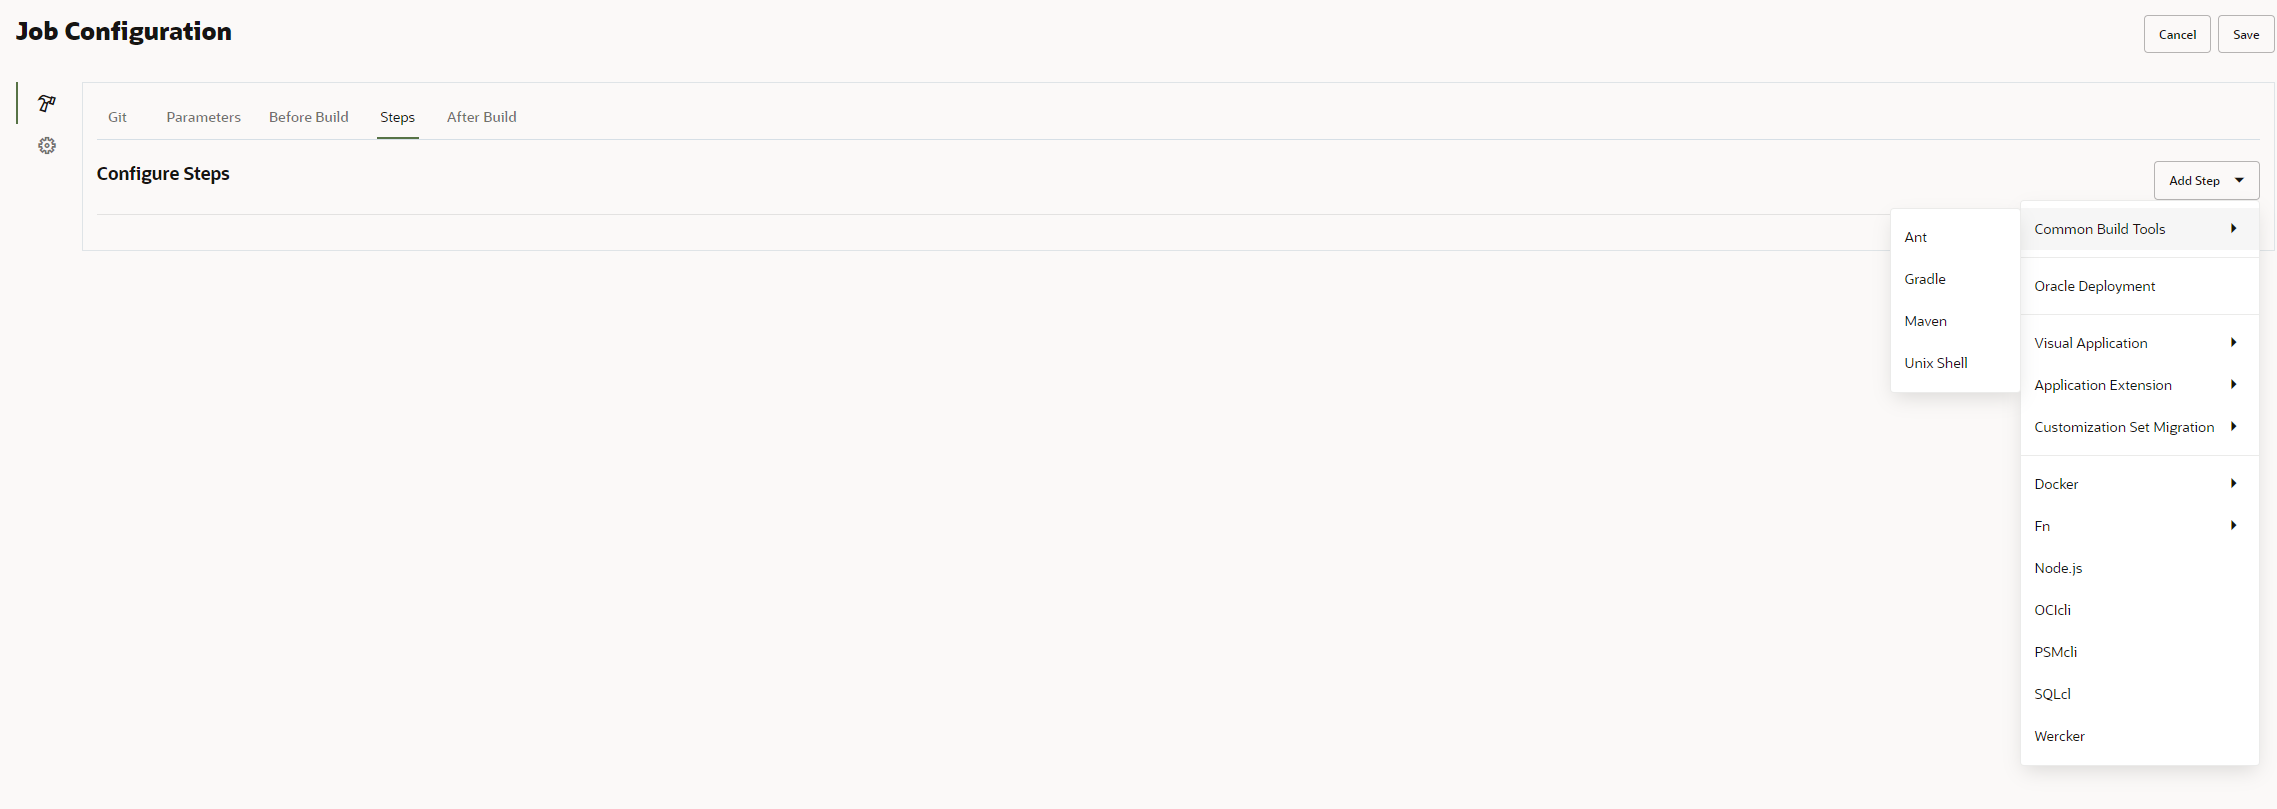 Job Configuration
Cancel
Save
Git
Parameters
Before Build
Steps
After Build
Configure Steps
Add Step
Common Build Tools
Ant
Gradle
Maven
Unix Shell
Oracle Deployment
Visual Application
Application Extension
Customization Set Migration
Docker
Fn
Node.js
OCIcli
PSMcli
SQLcl
Wercker